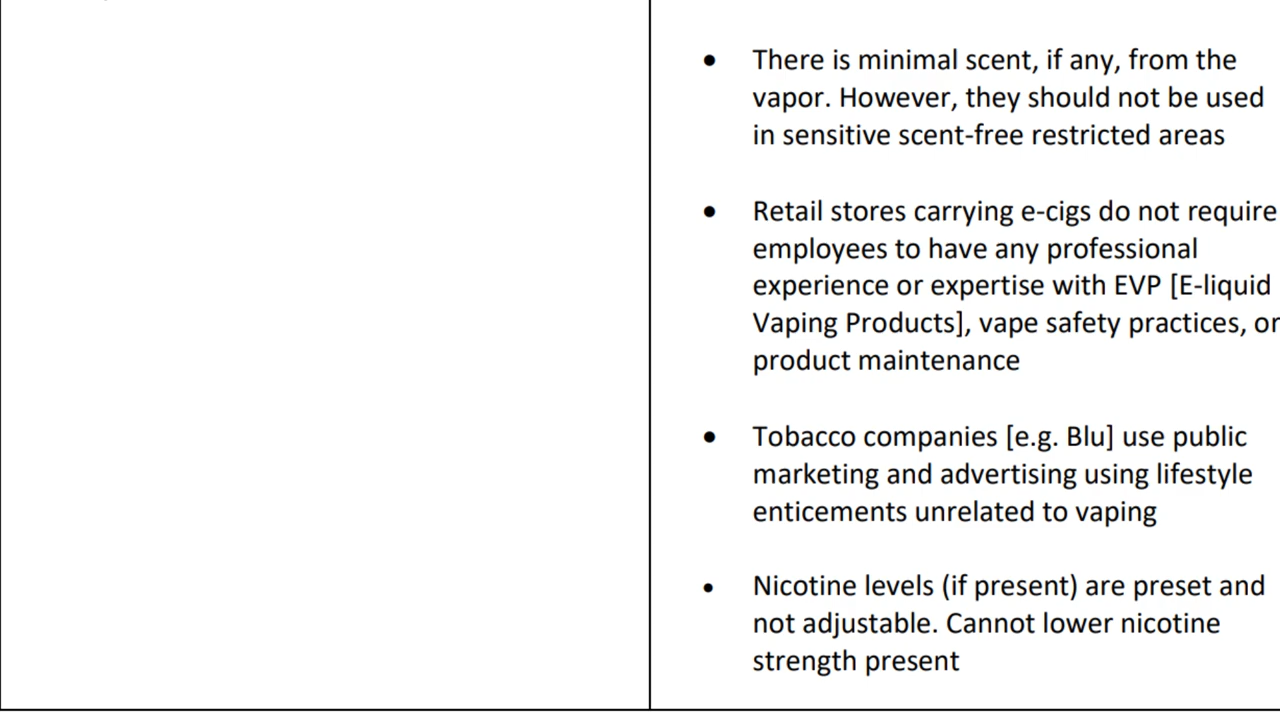 There is minimal scent, if any, from the
vapor. However, they should not be used
in sensitive scent-free restricted areas
Retail stores carrying e-cigs do not require
employees to have any professional
experience or expertise with EVP [E-liquid
Vaping Products], vape safety practices, or
product maintenance
Tobacco companies [e.g. Blu] use public
marketing and advertising using lifestyle
enticements unrelated to vaping
Nicotine levels (if present) are preset and
not adjustable. Cannot lower nicotine
strength present